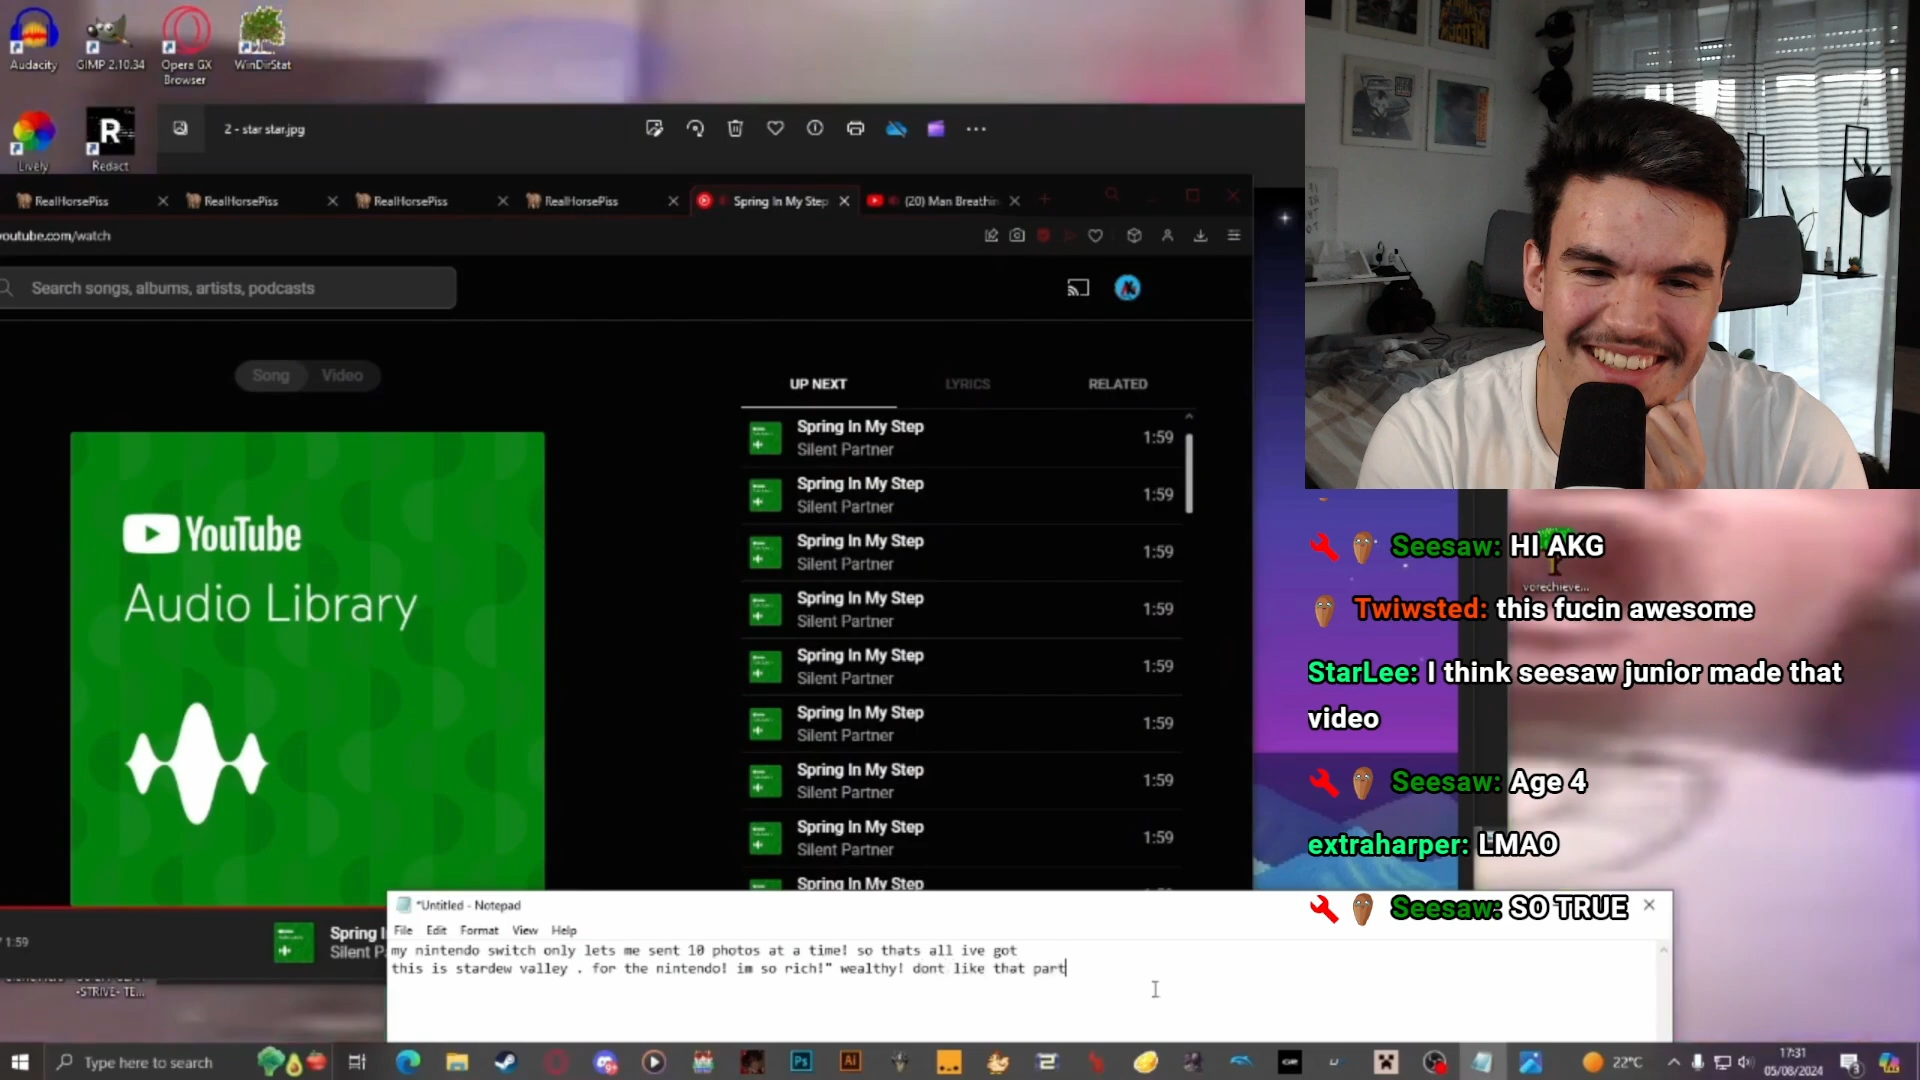 Audacity
GIMP 2.10.34
Opera GX
Browser
WinDirStat
Lively
Redact
2 - star star.jpg
RealHorsePiss
RealHorsePiss
RealHorsePiss
RealHorsePiss
Spring In My Step
(20) Man Breathin
youtube.com/watch
Search songs, albums, artists, podcasts
Song
Video
UP NEXT
LYRICS
RELATED
YouTube
Audio Library
Spring In My Step
Silent Partner
1:59
Spring In My Step
Silent Partner
1:59
Spring In My Step
Silent Partner
1:59
Spring In My Step
Silent Partner
1:59
Spring In My Step
Silent Partner
1:59
Spring In My Step
Silent Partner
1:59
Spring In My Step
Silent Partner
1:59
Spring In My Step
Silent Partner
1:59
Spring In My Step
/ 1:59
Spring I
Silent P
-STRIVE- TE...
vorechieve...
Seesaw: HI AKG
Twiwsted: this fucin awesome
StarLee: I think seesaw junior made that
video
Seesaw: Age 4
extraharper: LMAO
Seesaw: SO TRUE
*Untitled - Notepad
File Edit Format View Help
my nintendo switch only lets me sent 10 photos at a time! so thats all ive got
this is stardew valley . for the nintendo! im so rich!" wealthy! dont like that part
Type here to search
22°C
17:31
05/08/2024